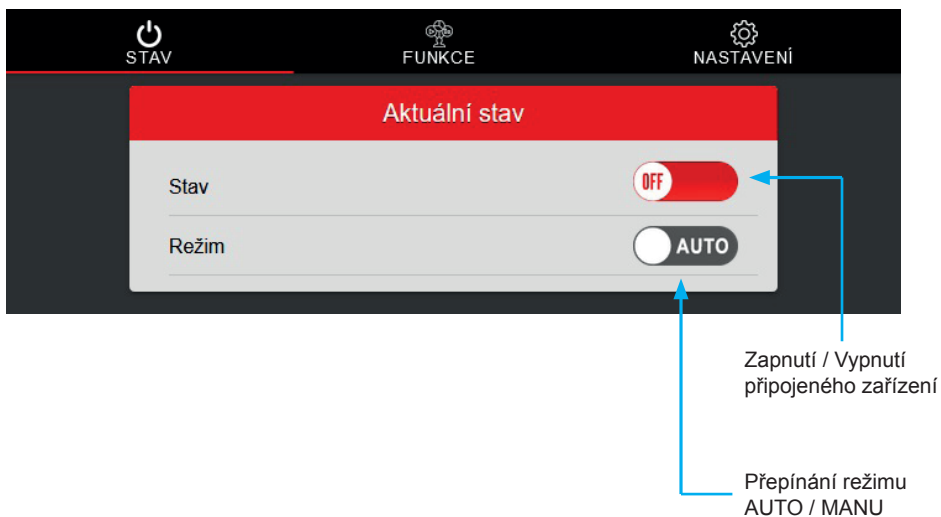 STAV
FUNKCE
NASTAVENÍ
Aktuální stav
Stav
OFF
Režim
AUTO
Zapnutí / Vypnutí
připojeného zařízení
Přepínání režimu
AUTO / MANU